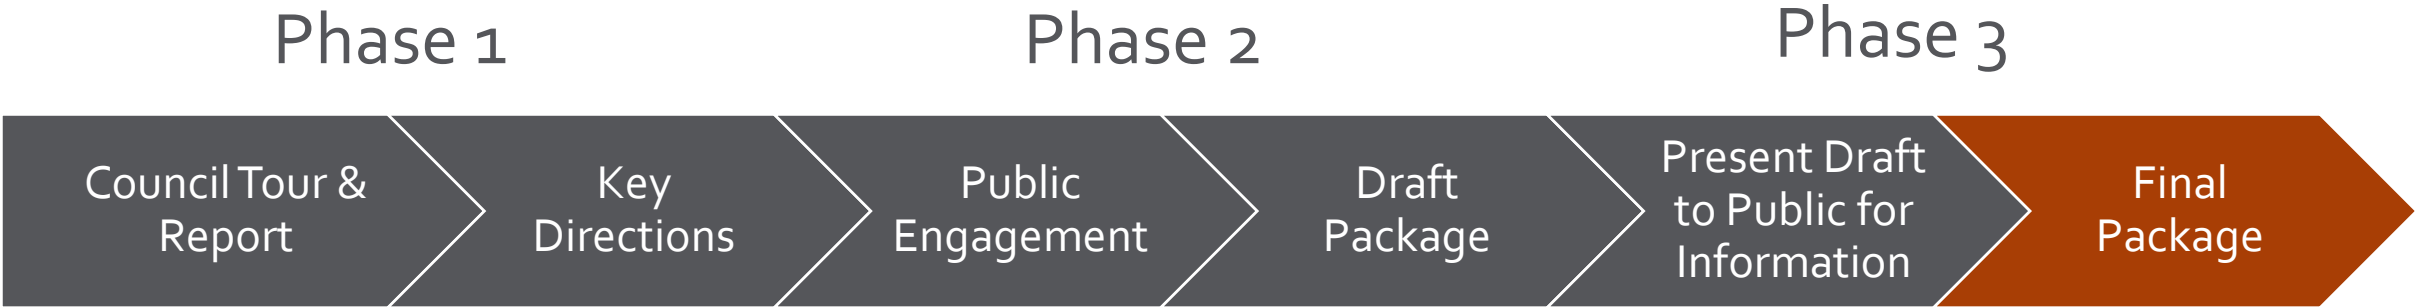 Phase 1
Phase 2
Phase 3
Council Tour &
Report
Key
Directions
Public
Engagement
Draft
Package
Present Draft
to Public for
Information
Final
Package